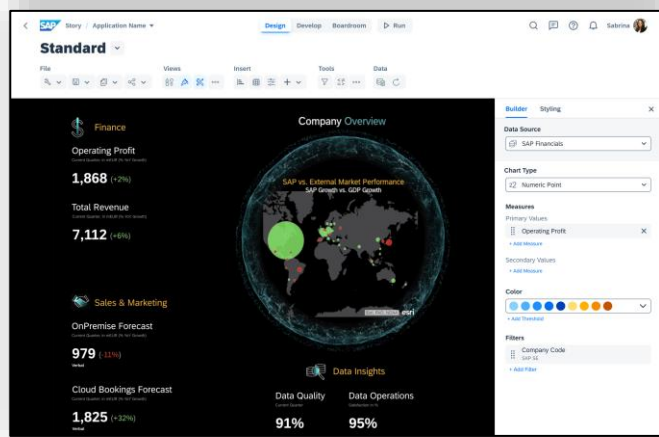 SAP Story / Application Name
Design Develop Boardroom Run
Sabrina
Standard
File Views Insert Tools Data
Finance
Operating Profit
1,868 (+2%)
Total Revenue
7,112 (+6%)
Sales & Marketing
OnPremise Forecast
979 (-11%)
Cloud Bookings Forecast
1,825 (+32%)
Company Overview
SAP vs. External Market Performance
SAP Growth vs. GDP Growth
esri
Data Insights
Data Quality Data Operations
Current Quarter
91% 95%
Builder Styling
Data Source
SAP Financials
Chart Type
Numeric Point
Measures
Primary Values
Operating Profit
+ Add Measure
Secondary Values
+ Add Measure
Color
+ Add Threshold
Filters
Company Code
SAP SE
+ Add Filter